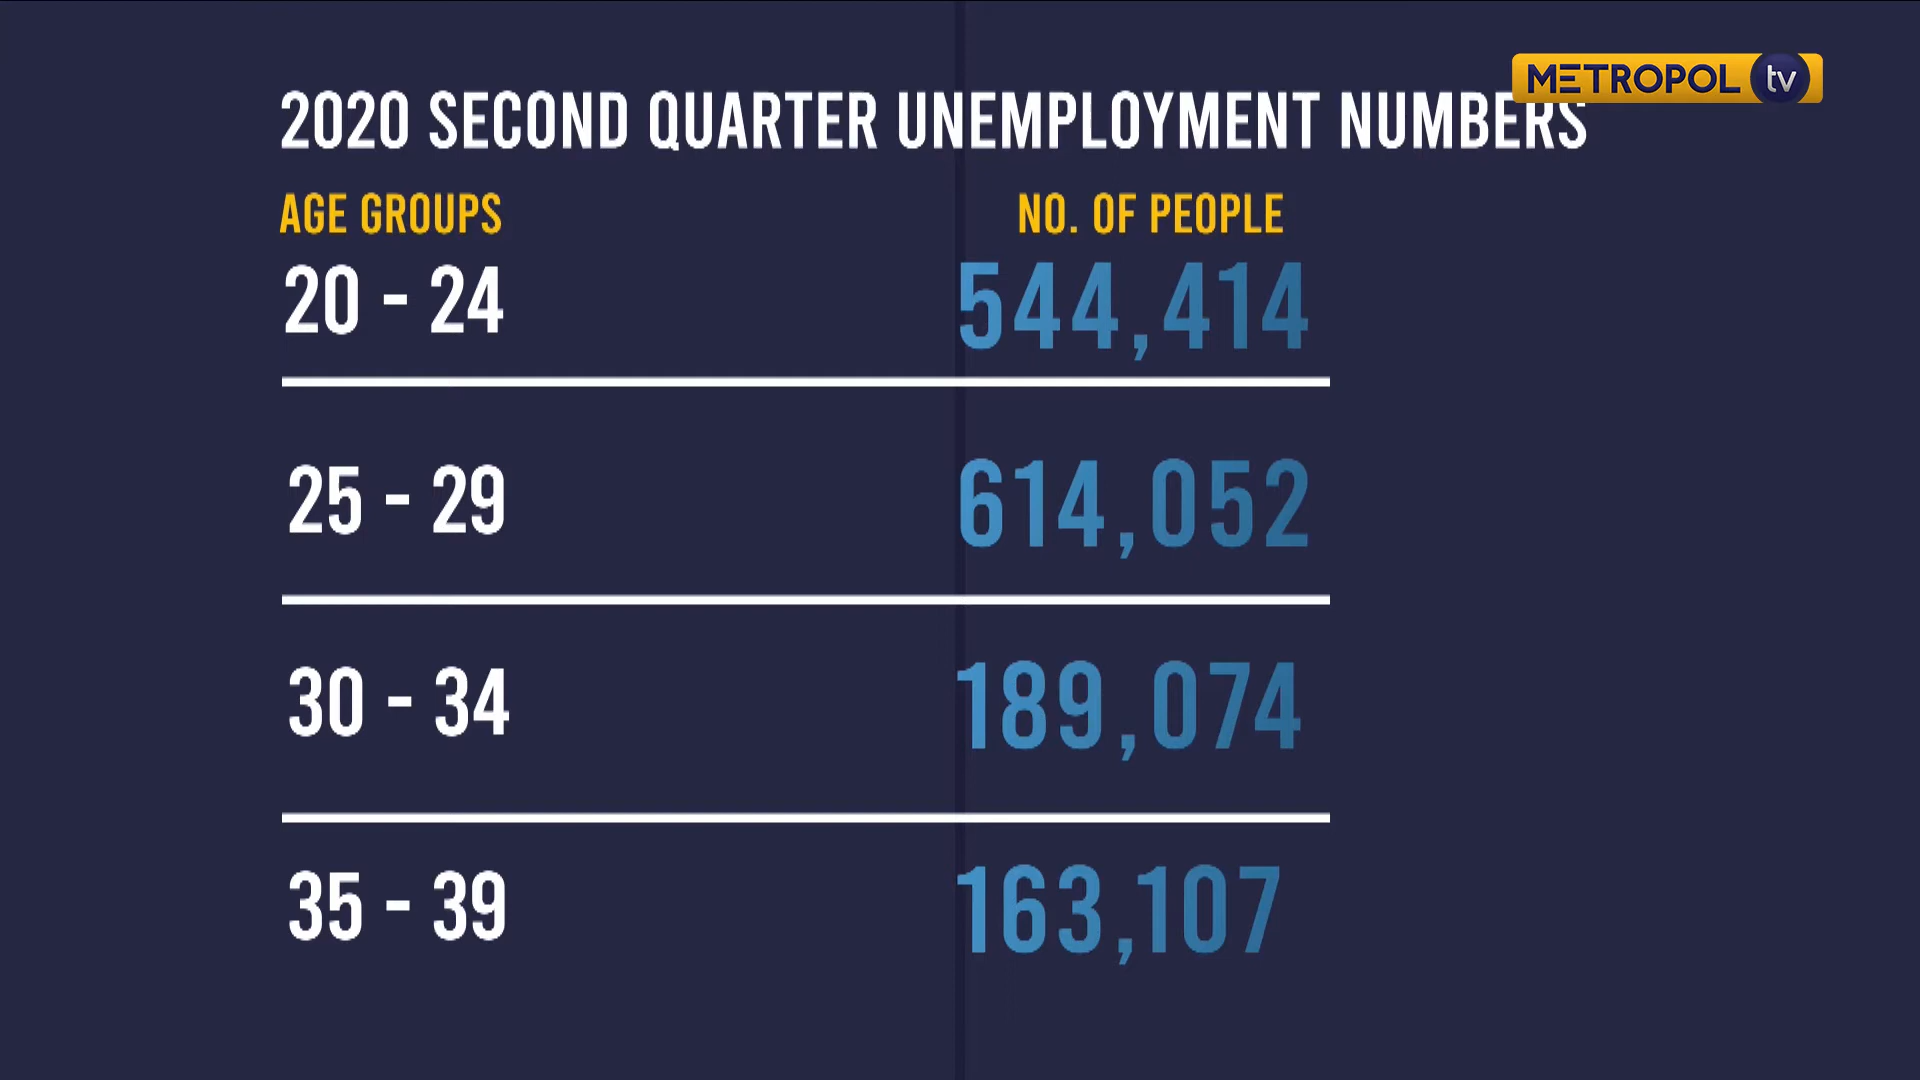 METROPOL tv
2020 SECOND QUARTER UNEMPLOYMENT NUMBERS
AGE GROUPS NO. OF PEOPLE
20 - 24 544,414
25 - 29 614,052
30 - 34 189,074
35 - 39 163,107